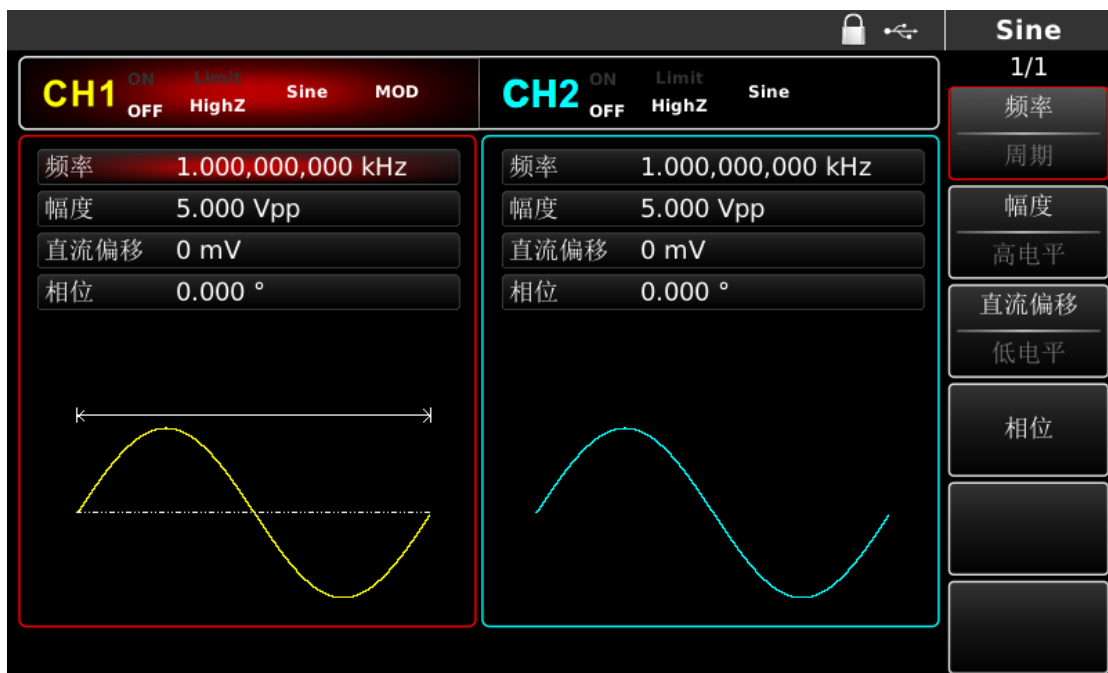 Sine
1/1
CH1 ON OFF Limit HighZ Sine MOD
CH2 ON OFF Limit HighZ Sine
频率 1.000,000,000 kHz
幅度 5.000 Vpp
直流偏移 0 mV
相位 0.000 °
频率 1.000,000,000 kHz
幅度 5.000 Vpp
直流偏移 0 mV
相位 0.000 °
频率
周期
幅度
高电平
直流偏移
低电平
相位